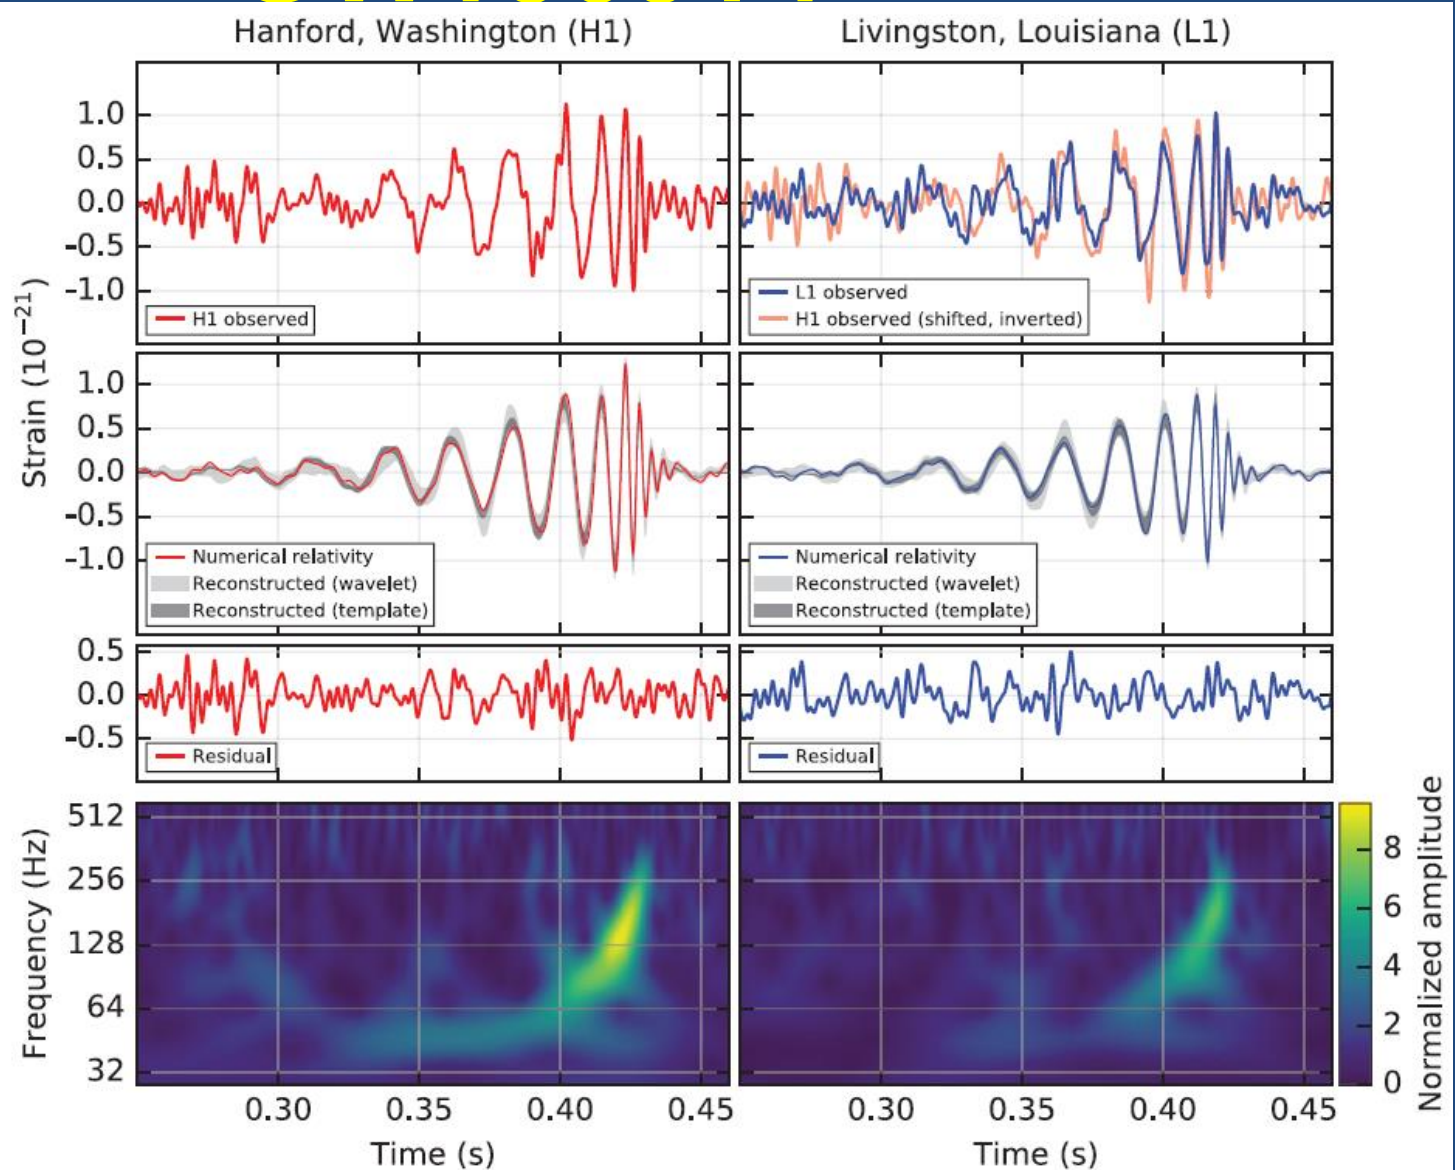 Hanford, Washington (H1)
Livingston, Louisiana (L1)
Strain (10⁻²¹)
1.0
0.5
0.0
-0.5
-1.0
H1 observed
L1 observed
H1 observed (shifted, inverted)
1.0
0.5
0.0
-0.5
-1.0
Numerical relativity
Reconstructed (wavelet)
Reconstructed (template)
Numerical relativity
Reconstructed (wavelet)
Reconstructed (template)
0.5
0.0
-0.5
Residual
Residual
Frequency (Hz)
512
256
128
64
32
0.30 0.35 0.40 0.45
Time (s)
0.30 0.35 0.40 0.45
Time (s)
8
6
4
2
0
Normalized amplitude